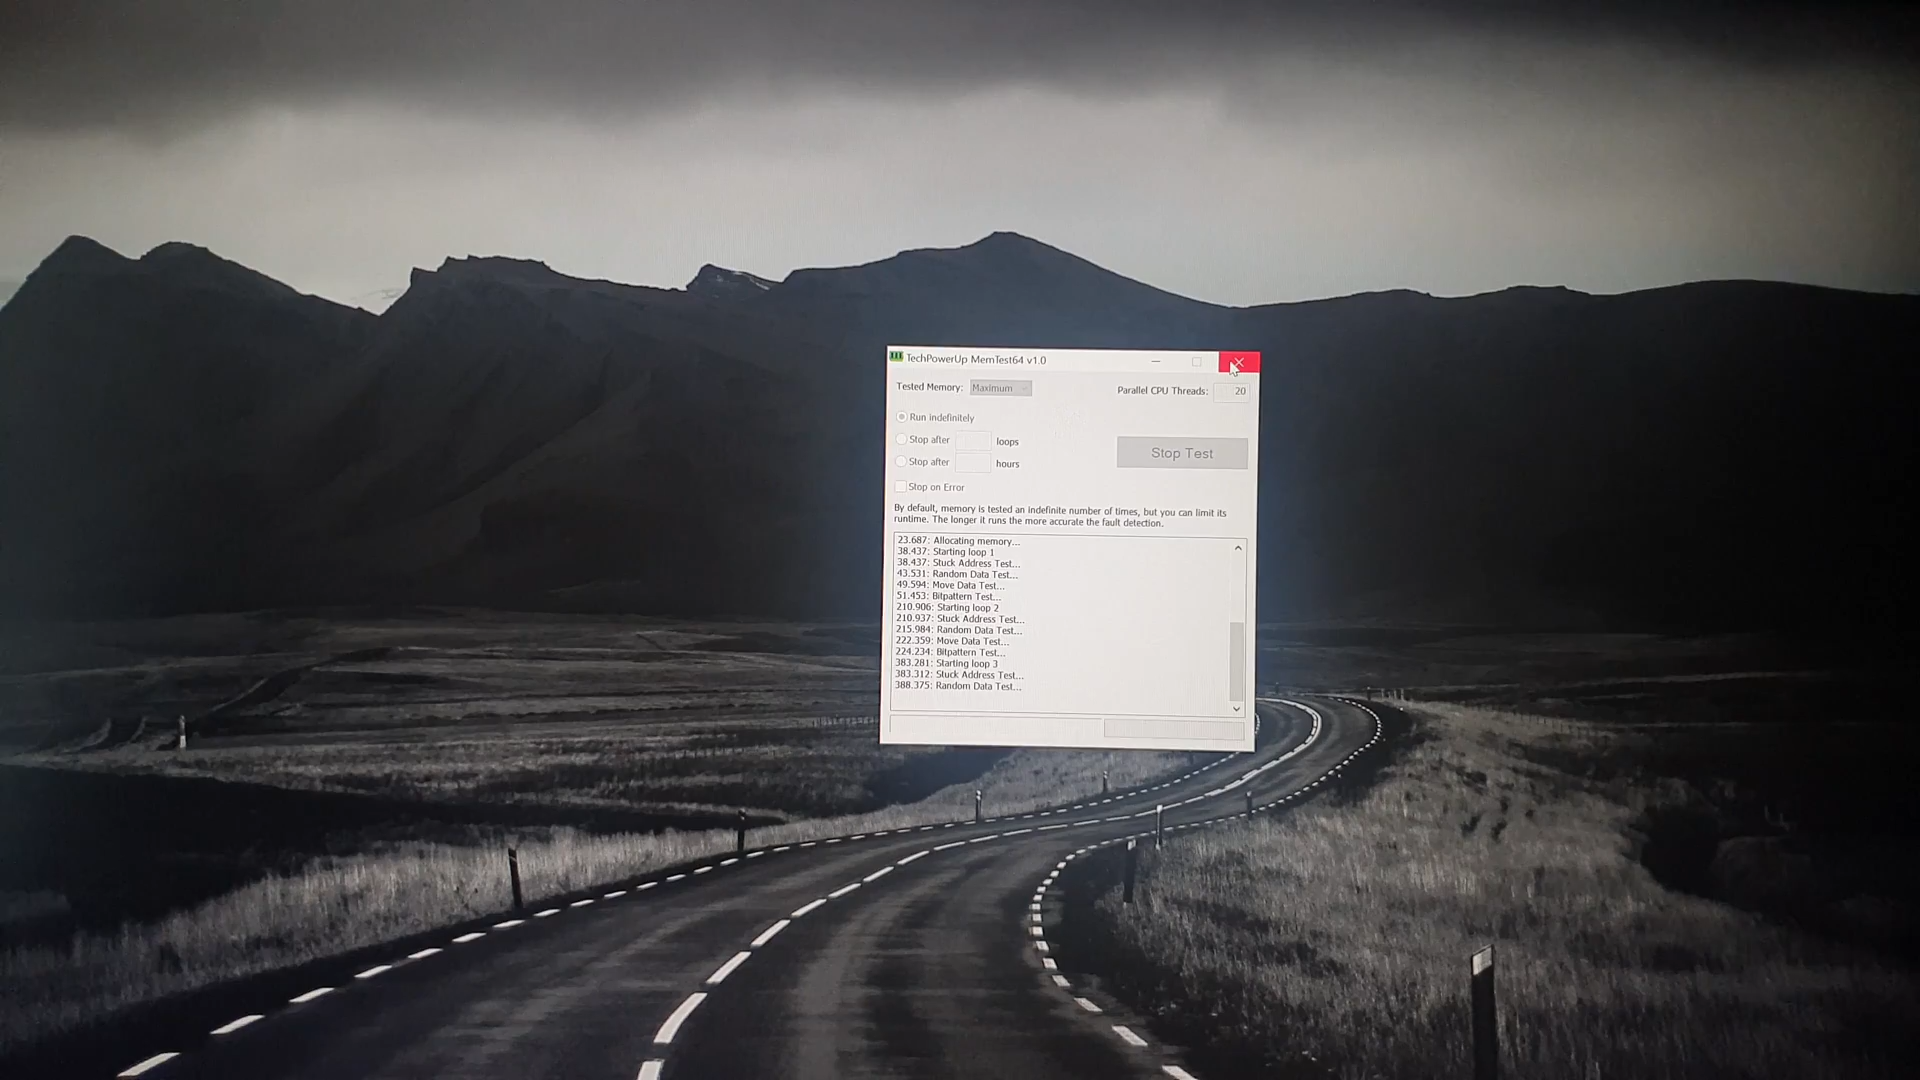 TechPowerUp MemTest64 v1.0
Tested Memory: Maximum
Parallel CPU Threads: 20
Run indefinitely
Stop after loops
Stop after hours
Stop Test
Stop on Error
By default, memory is tested an indefinite number of times, but you can limit its
runtime. The longer it runs the more accurate the fault detection.
23.687: Allocating memory...
38.437: Starting loop 1
38.437: Stuck Address Test...
43.531: Random Data Test...
49.594: Move Data Test...
51.453: Bitpattern Test...
210.906: Starting loop 2
210.937: Stuck Address Test...
215.984: Random Data Test...
222.359: Move Data Test...
224.234: Bitpattern Test...
383.281: Starting loop 3
383.312: Stuck Address Test...
388.375: Random Data Test...